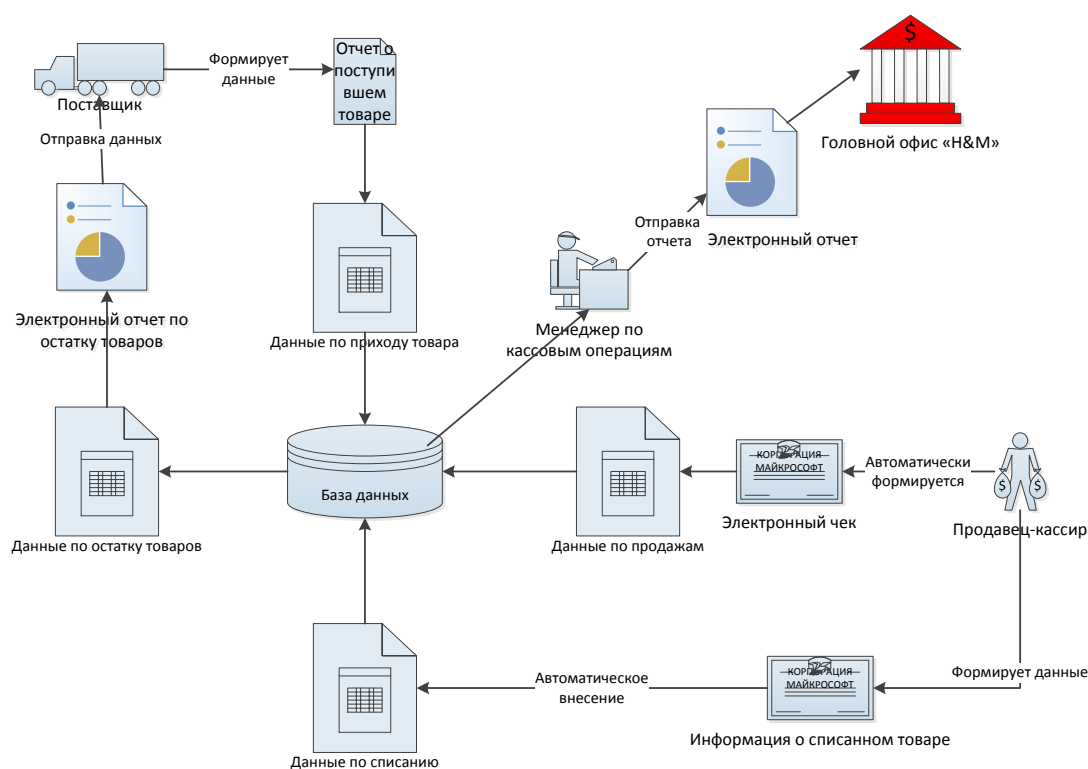 $
Формирует
данные
Отчет о
поступи
вшем
товаре
Поставщик
Головной офис «H&M»
Отправка данных
Отправка
отчета
Электронный отчет
Электронный отчет по
остатку товаров
Данные по приходу товара
Менеджер по
кассовым операциям
База данных
КОРПОРАЦИЯ
МАЙКРОСОФТ
Автоматически
формируется
$ $
Данные по остатку товаров
Данные по продажам
Электронный чек
Продавец-кассир
Автоматическое
внесение
КОРПОРАЦИЯ
МАЙКРОСОФТ
Формирует данные
Информация о списанном товаре
Данные по списанию